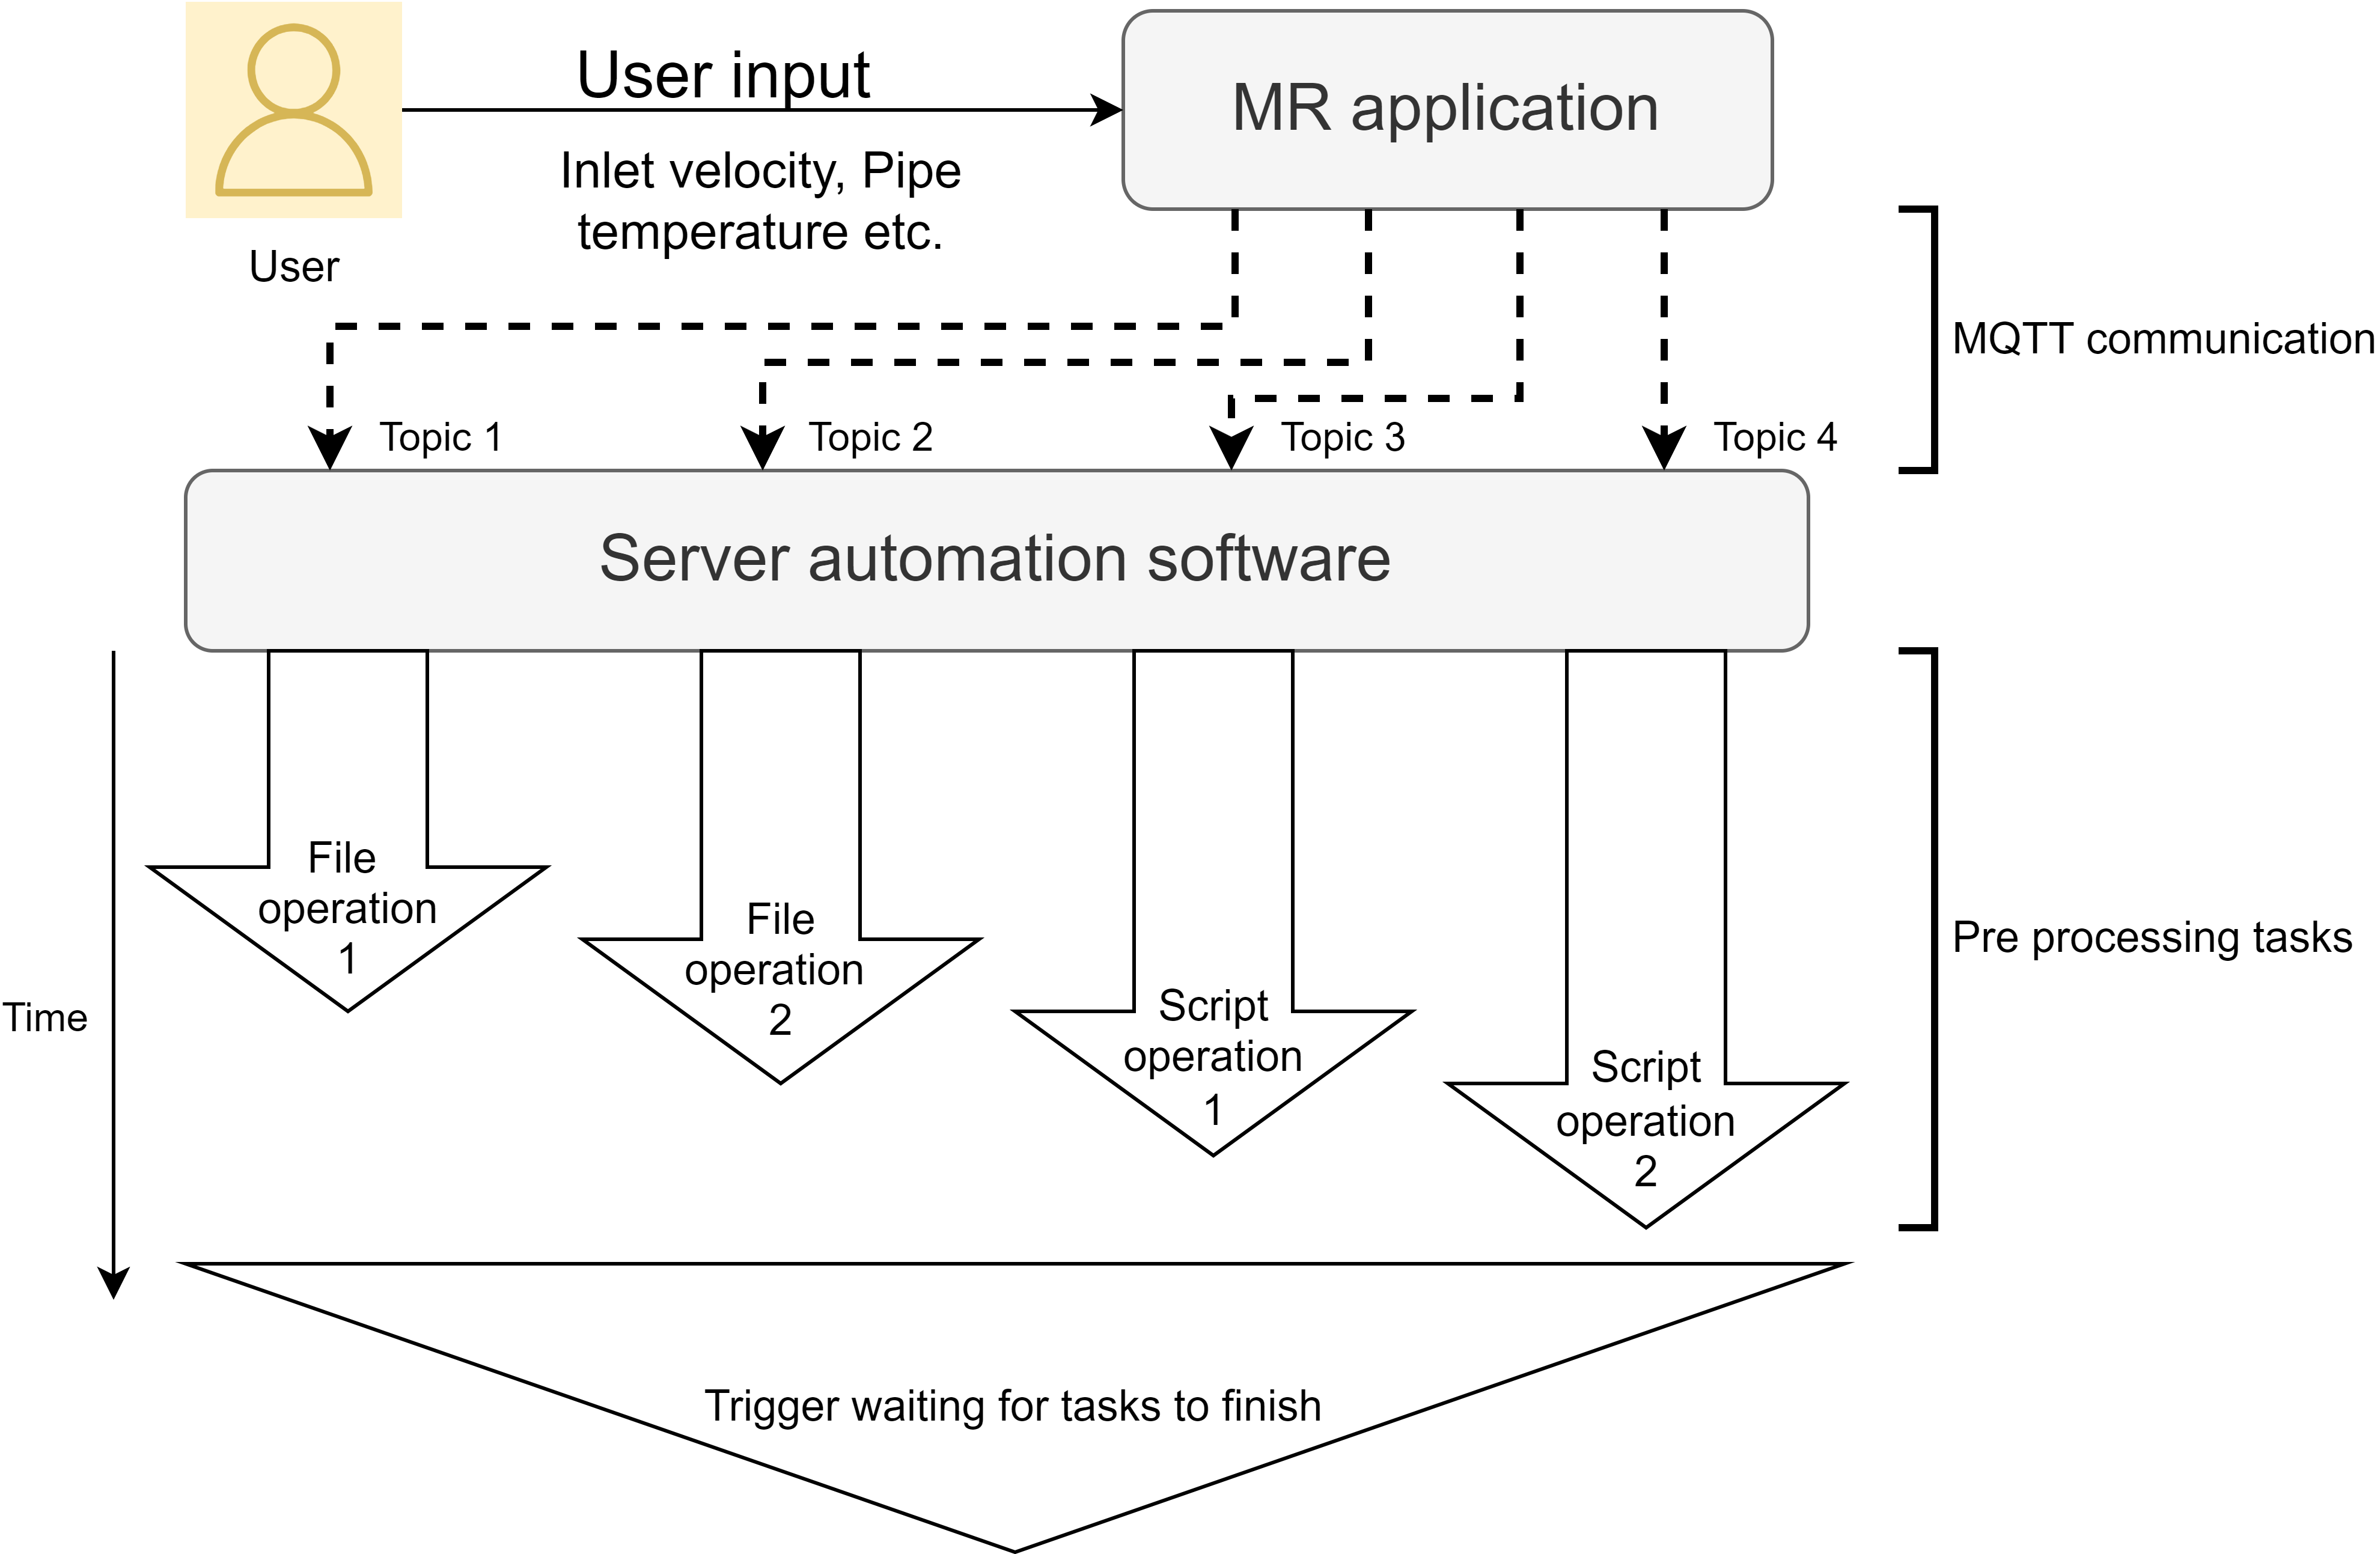 User input
MR application
Inlet velocity, Pipe
temperature etc.
User
MQTT communication
Topic 1
Topic 2
Topic 3
Topic 4
Server automation software
File
operation
1
File
operation
2
Script
operation
1
Script
operation
2
Pre processing tasks
Time
Trigger waiting for tasks to finish